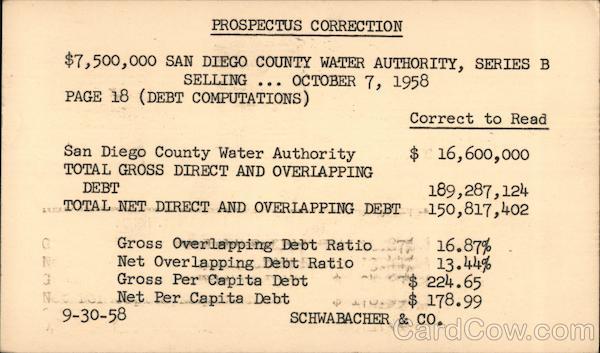 PROSPECTUS CORRECTION
$7,500,000 SAN DIEGO COUNTY WATER AUTHORITY, SERIES B
SELLING ... OCTOBER 7, 1958
PAGE 18 (DEBT COMPUTATIONS)
Correct to Read
San Diego County Water Authority $ 16,600,000
TOTAL GROSS DIRECT AND OVERLAPPING
DEBT 189,287,124
TOTAL NET DIRECT AND OVERLAPPING DEBT 150,817,402
Gross Overlapping Debt Ratio 16.87%
Net Overlapping Debt Ratio 13.44%
Gross Per Capita Debt $ 224.65
Net Per Capita Debt $ 178.99
9-30-58 SCHWABACHER & CO.
CardCow.com